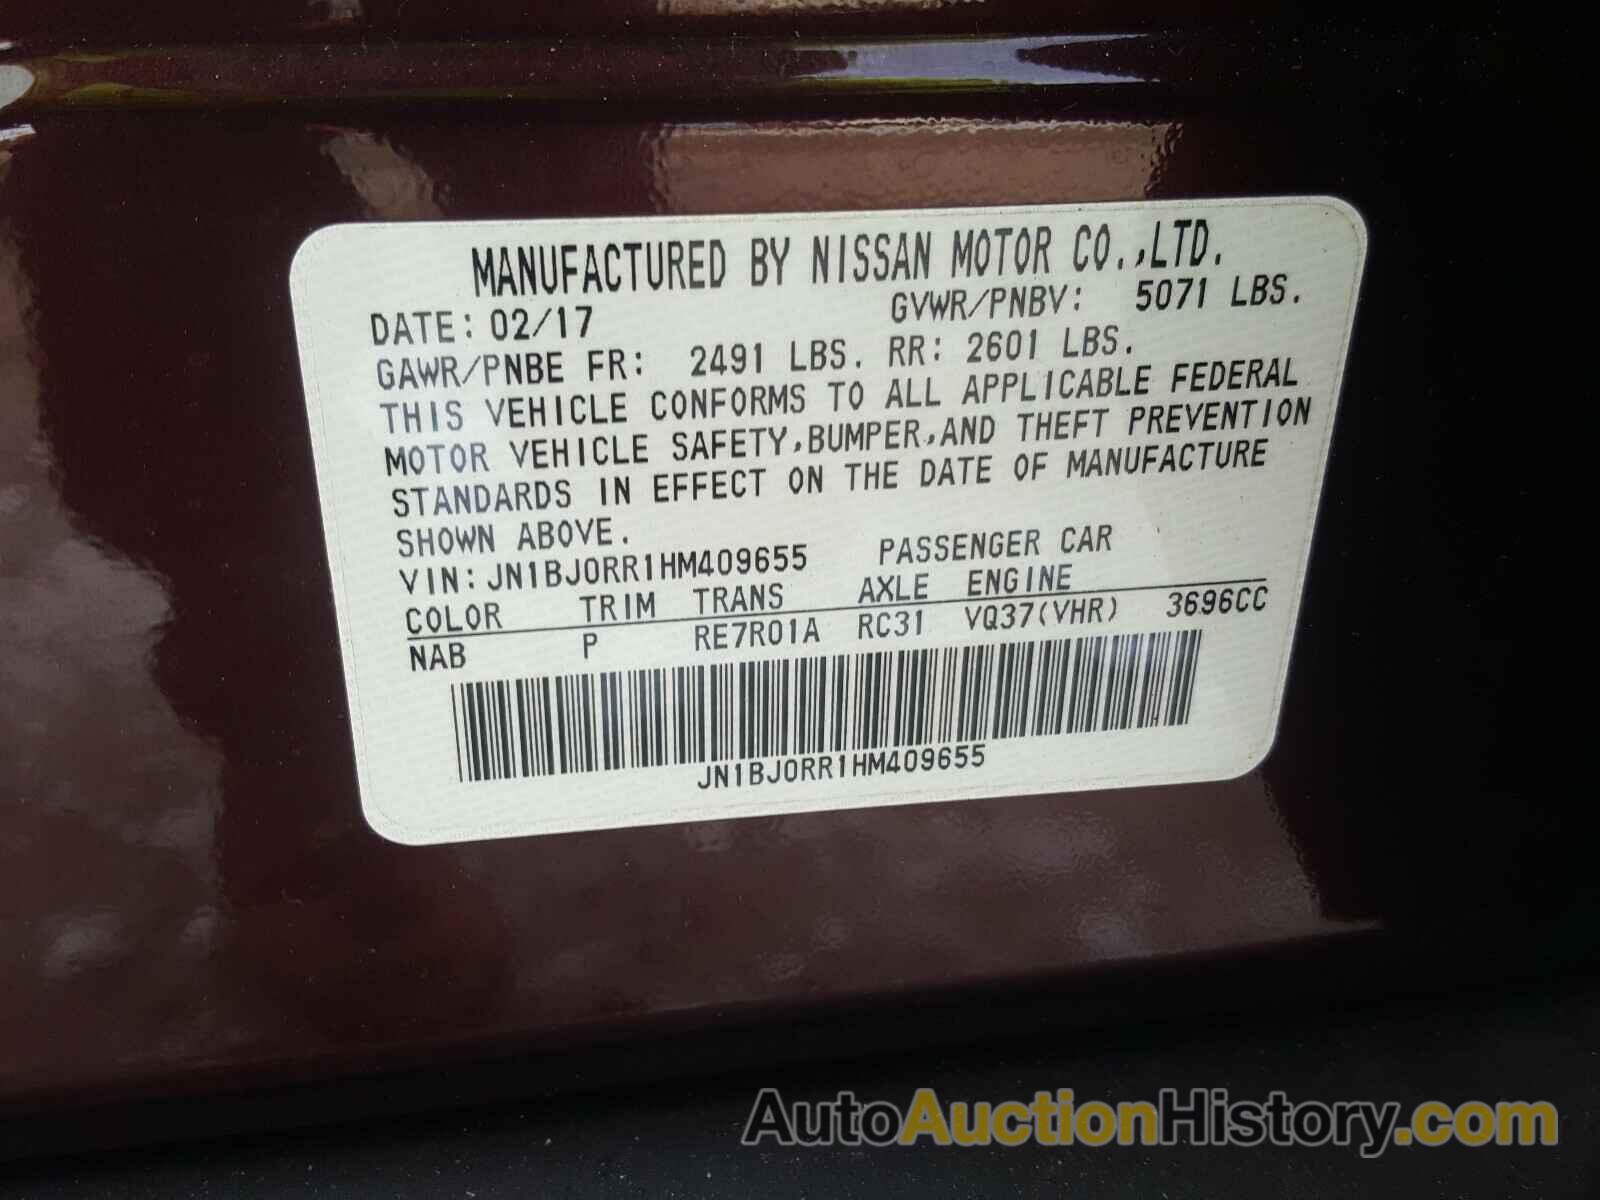 MANUFACTURED BY NISSAN MOTOR CO.,LTD.
DATE: 02/17 GVWR/PNBV: 5071 LBS.
GAWR/PNBE FR: 2491 LBS. RR: 2601 LBS.
THIS VEHICLE CONFORMS TO ALL APPLICABLE FEDERAL
MOTOR VEHICLE SAFETY,BUMPER,AND THEFT PREVENTION
STANDARDS IN EFFECT ON THE DATE OF MANUFACTURE
SHOWN ABOVE.
VIN: JN1BJ0RR1HM409655 PASSENGER CAR
COLOR TRIM TRANS AXLE ENGINE
NAB P RE7R01A RC31 VQ37(VHR) 3696CC
JN1BJ0RR1HM409655
AutoAuctionHistory.com